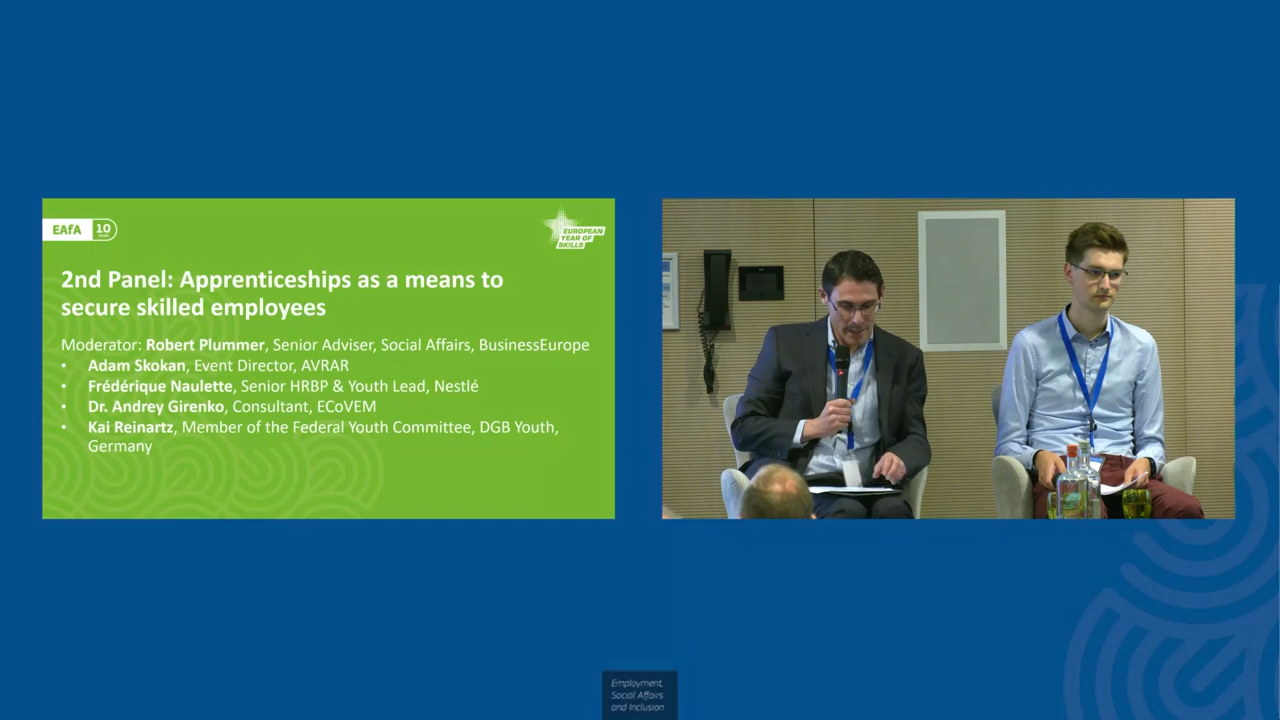 EAfA 10
YEARS
EUROPEAN
YEAR OF
SKILLS
2nd Panel: Apprenticeships as a means to
secure skilled employees
Moderator: Robert Plummer, Senior Adviser, Social Affairs, BusinessEurope
• Adam Skokan, Event Director, AVRAR
• Frédérique Naulette, Senior HRBP & Youth Lead, Nestlé
• Dr. Andrey Girenko, Consultant, ECoVEM
• Kai Reinartz, Member of the Federal Youth Committee, DGB Youth,
Germany
Employment,
Social Affairs
and Inclusion